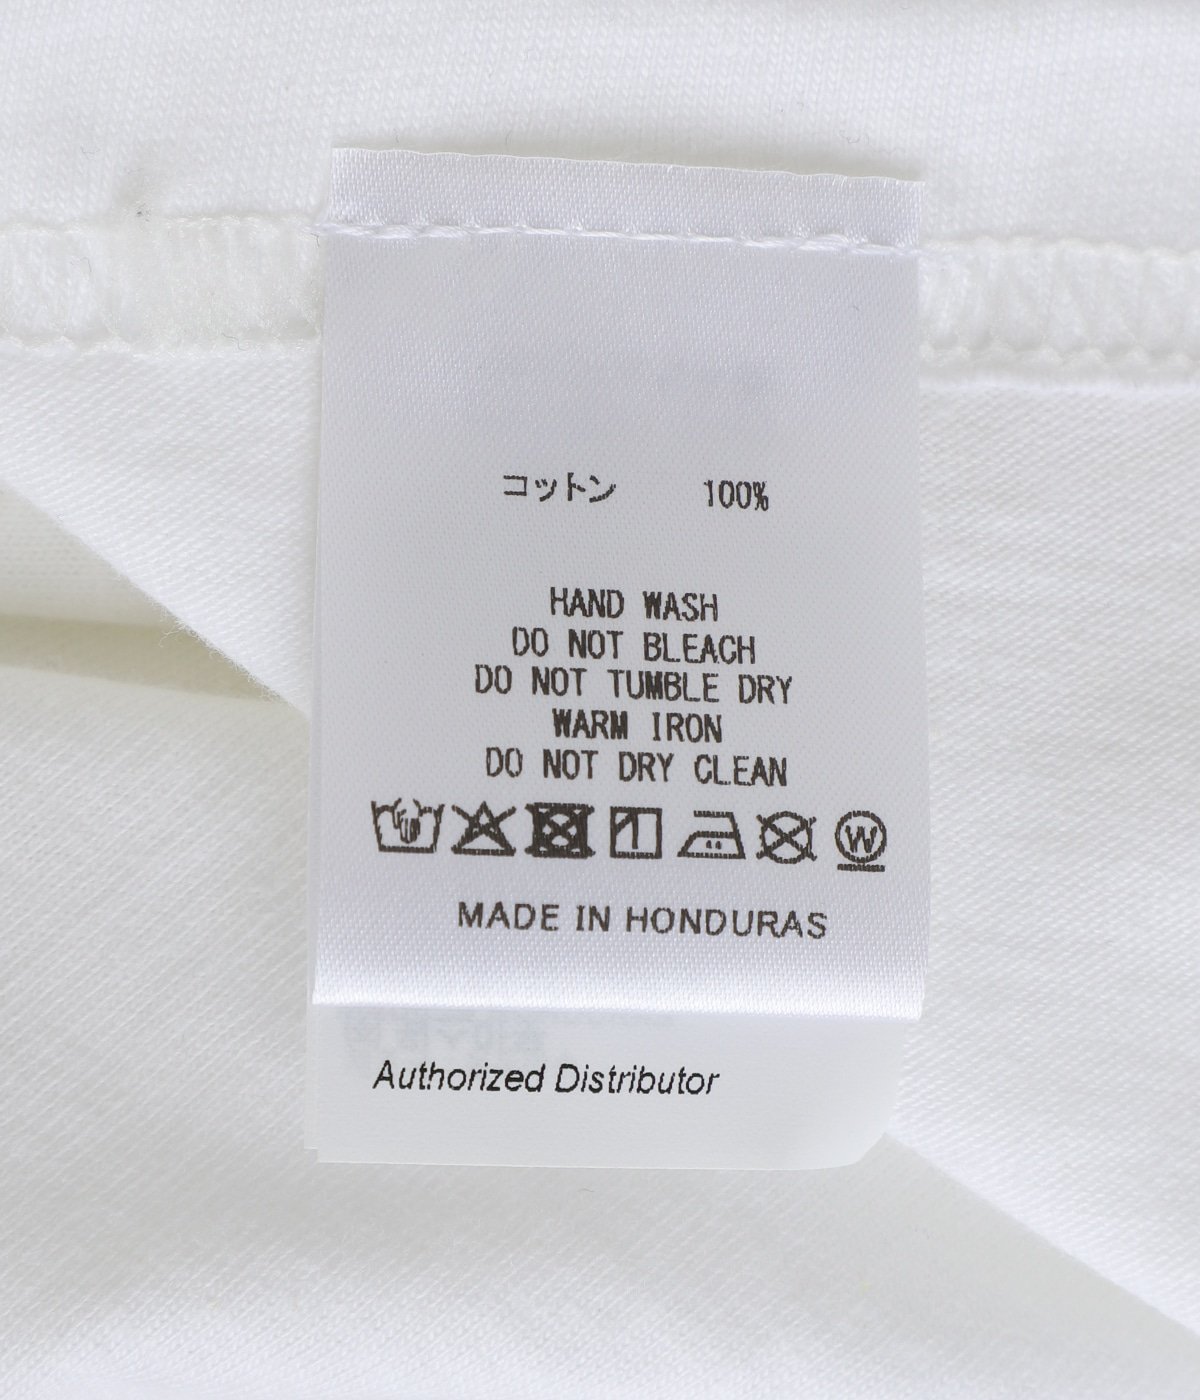 コットン 100%
HAND WASH
DO NOT BLEACH
DO NOT TUMBLE DRY
WARM IRON
DO NOT DRY CLEAN
W
MADE IN HONDURAS
Authorized Distributor